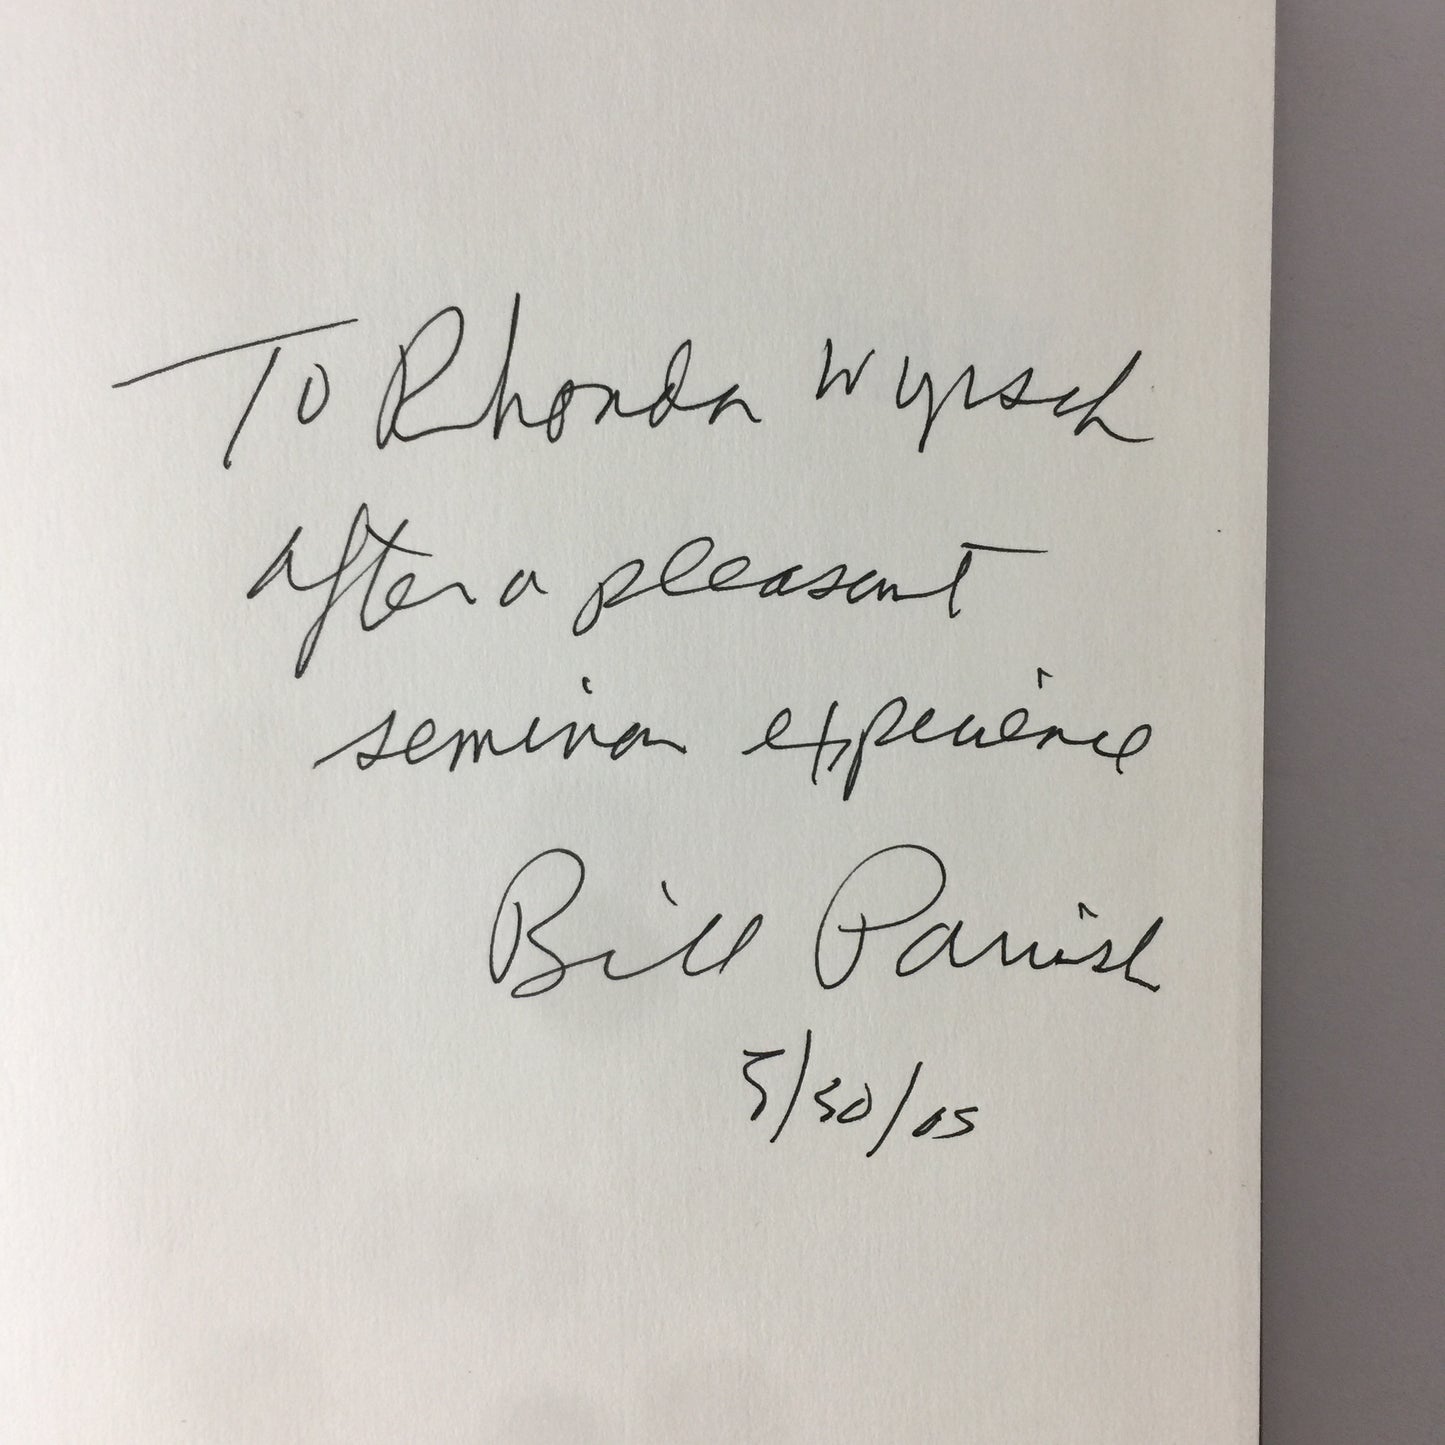 To Rhonda Wyrsch
after a pleasant
seminar experience
Bill Parish
5/30/05